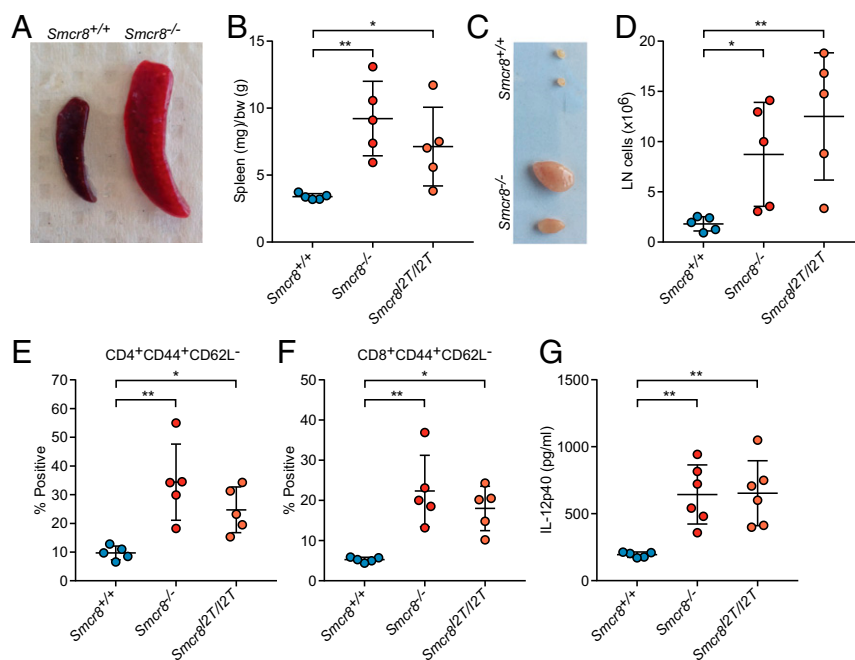 A
Smcr8+/+ Smcr8-/-
B
Spleen (mg)/bw (g)
15
10
5
0
*
**
Smcr8+/+
Smcr8-/-
Smcr8I2T/I2T
C
Smcr8+/+
Smcr8-/-
D
LN cells (x10⁶)
20
15
10
5
0
**
*
Smcr8+/+
Smcr8-/-
Smcr8I2T/I2T
E
CD4+CD44+CD62L-
% Positive
70
60
50
40
30
20
10
0
*
**
Smcr8+/+
Smcr8-/-
Smcr8I2T/I2T
F
CD8+CD44+CD62L-
% Positive
50
40
30
20
10
0
*
**
Smcr8+/+
Smcr8-/-
Smcr8I2T/I2T
G
IL-12p40 (pg/ml)
1500
1000
500
0
**
**
Smcr8+/+
Smcr8-/-
Smcr8I2T/I2T